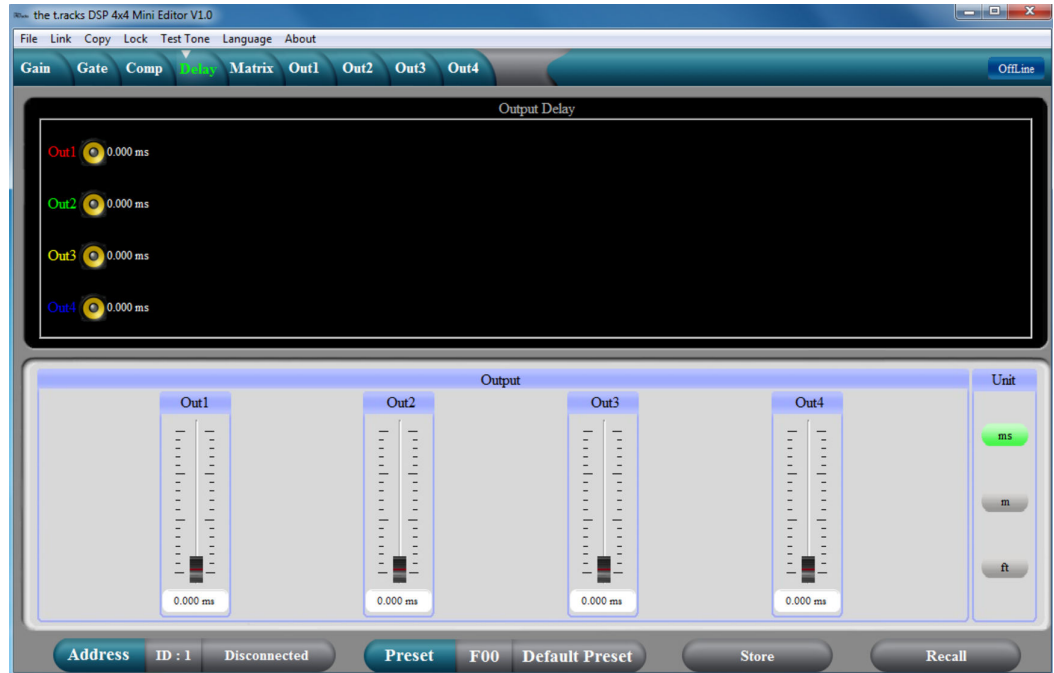 the t.racks DSP 4x4 Mini Editor V1.0
File Link Copy Lock Test Tone Language About
Gain Gate Comp Delay Matrix Out1 Out2 Out3 Out4 OffLine
Output Delay
Out1 0.000 ms
Out2 0.000 ms
Out3 0.000 ms
Out4 0.000 ms
Output Unit
Out1 Out2 Out3 Out4
ms
m
ft
0.000 ms 0.000 ms 0.000 ms 0.000 ms
Address ID : 1 Disconnected Preset F00 Default Preset Store Recall